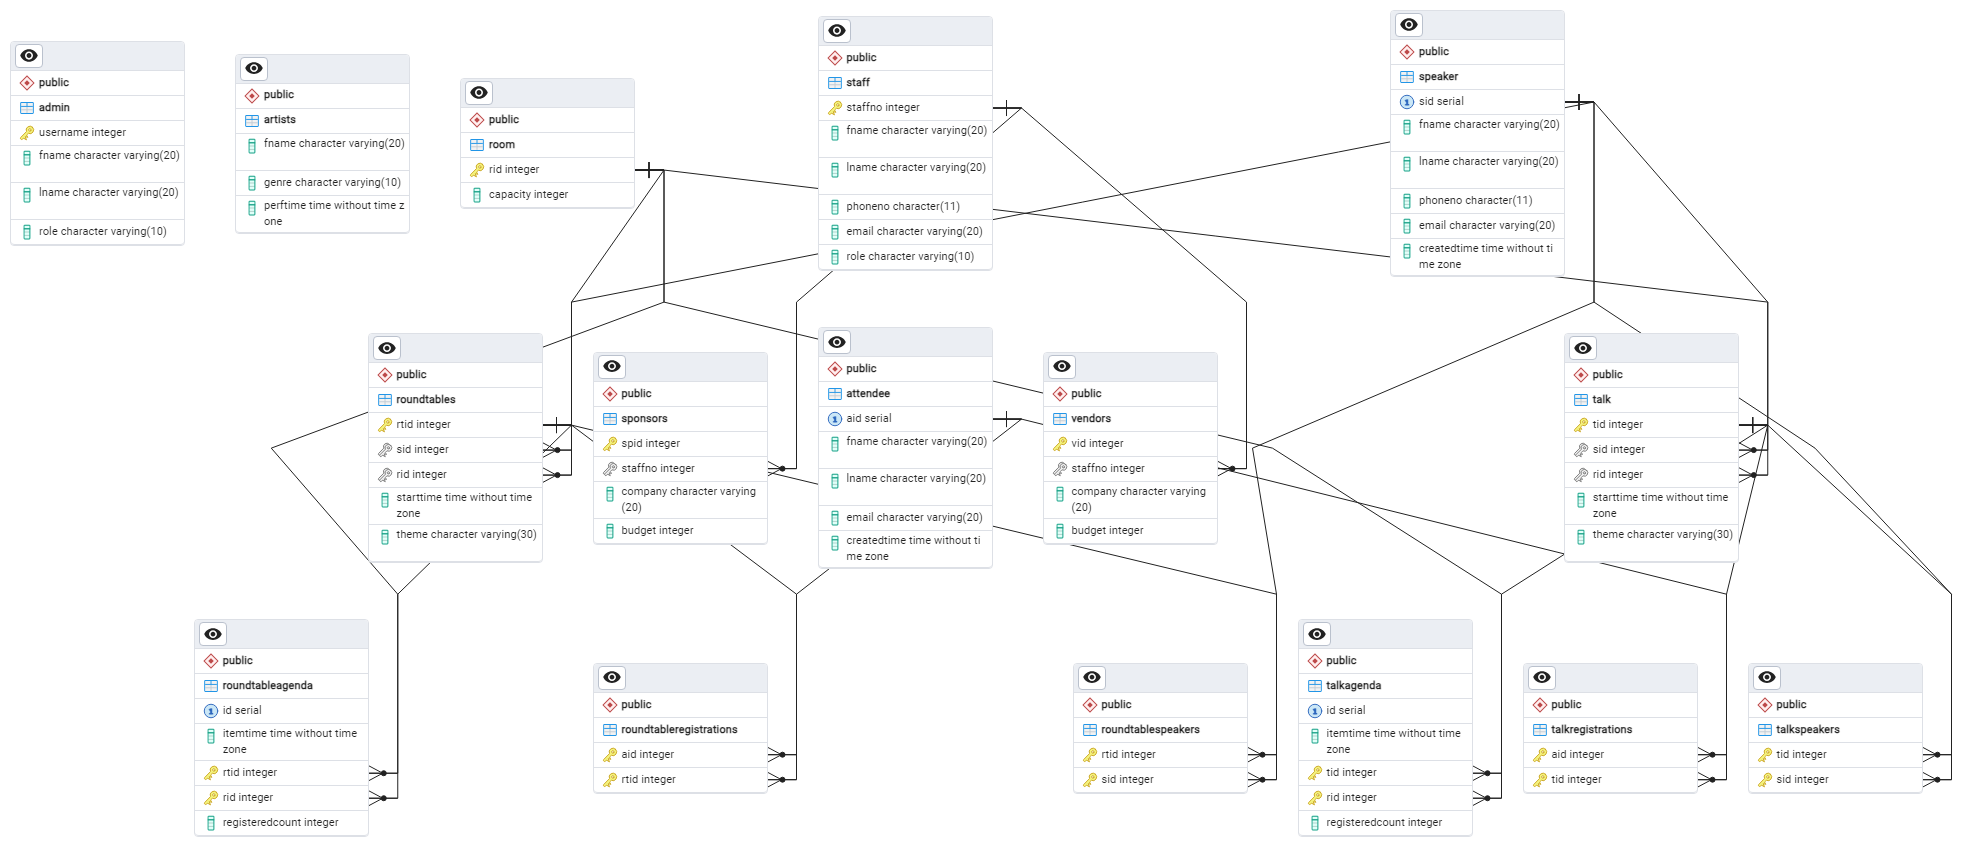 public
admin
username integer
fname character varying(20)
lname character varying(20)
role character varying(10)
public
artists
fname character varying(20)
genre character varying(10)
perftime time without time z
one
public
room
rid integer
capacity integer
public
staff
staffno integer
fname character varying(20)
lname character varying(20)
phoneno character(11)
email character varying(20)
role character varying(10)
public
speaker
sid serial
fname character varying(20)
lname character varying(20)
phoneno character(11)
email character varying(20)
createdtime time without ti
me zone
public
roundtables
rtid integer
sid integer
rid integer
starttime time without time
zone
theme character varying(30)
public
sponsors
spid integer
staffno integer
company character varying
(20)
budget integer
public
attendee
aid serial
fname character varying(20)
lname character varying(20)
email character varying(20)
createdtime time without ti
me zone
public
vendors
vid integer
staffno integer
company character varying
(20)
budget integer
public
talk
tid integer
sid integer
rid integer
starttime time without time
zone
theme character varying(30)
public
roundtableagenda
id serial
itemtime time without time
zone
rtid integer
rid integer
registeredcount integer
public
roundtableregistrations
aid integer
rtid integer
public
roundtablespeakers
rtid integer
sid integer
public
talkagenda
id serial
itemtime time without time
zone
tid integer
rid integer
registeredcount integer
public
talkregistrations
aid integer
tid integer
public
talkspeakers
tid integer
sid integer